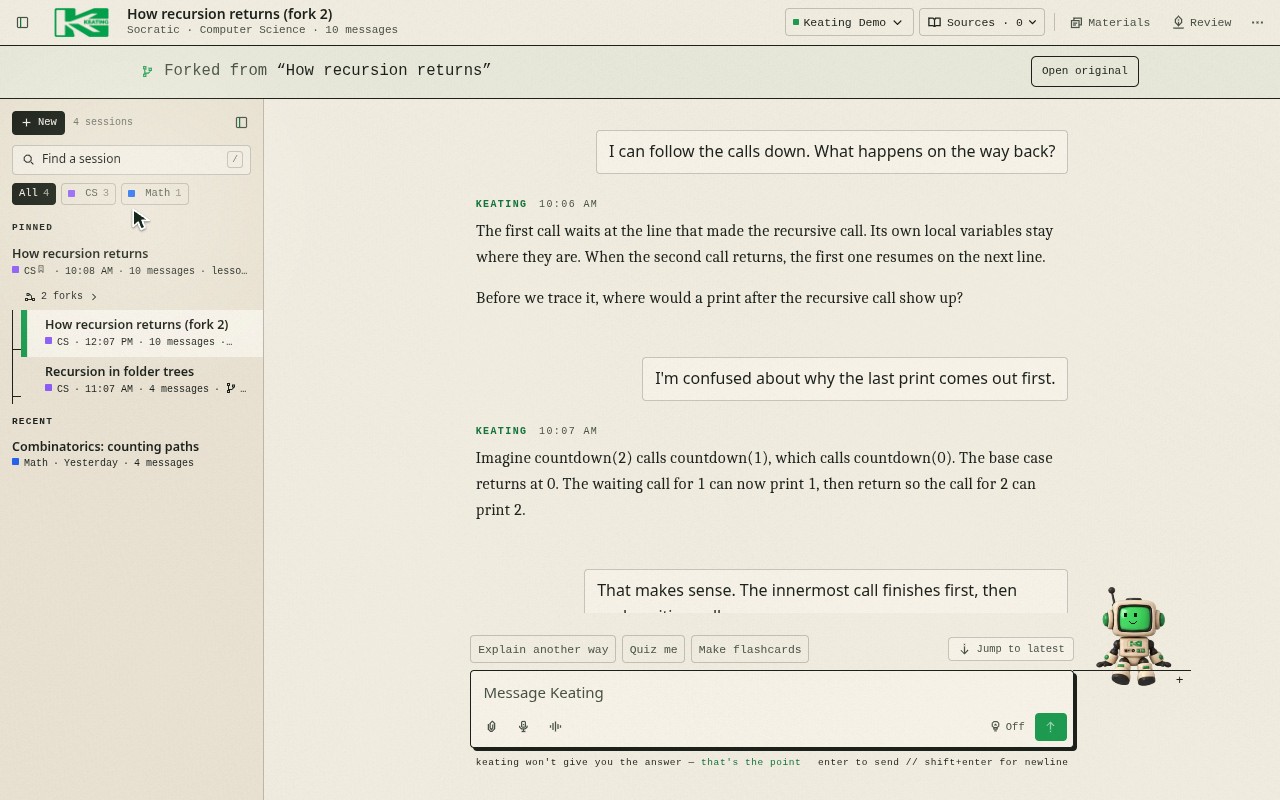 KEATING
How recursion returns (fork 2)
Socratic · Computer Science · 10 messages
Keating Demo
Sources · 0
Materials
Review
Forked from “How recursion returns”
Open original
New
4 sessions
Find a session
/
All 4
CS 3
Math 1
PINNED
How recursion returns
CS · 10:08 AM · 10 messages · lesso…
2 forks
How recursion returns (fork 2)
CS · 12:07 PM · 10 messages ·…
Recursion in folder trees
CS · 11:07 AM · 4 messages · …
RECENT
Combinatorics: counting paths
Math · Yesterday · 4 messages
I can follow the calls down. What happens on the way back?
KEATING 10:06 AM
The first call waits at the line that made the recursive call. Its own local variables stay
where they are. When the second call returns, the first one resumes on the next line.
Before we trace it, where would a print after the recursive call show up?
I'm confused about why the last print comes out first.
KEATING 10:07 AM
Imagine countdown(2) calls countdown(1), which calls countdown(0). The base case
returns at 0. The waiting call for 1 can now print 1, then return so the call for 2 can
print 2.
That makes sense. The innermost call finishes first, then
Explain another way
Quiz me
Make flashcards
Jump to latest
Message Keating
Off
keating won't give you the answer — that's the point
enter to send // shift+enter for newline